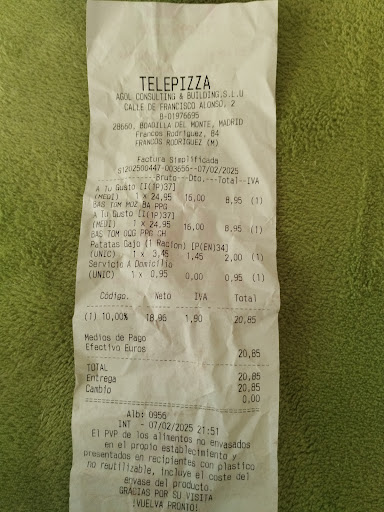 TELEPIZZA
AGOL CONSULTING & BUILDING,S.L.U
CALLE DE FRANCISCO ALONSO, 2
B-01976695
28660, BOADILLA DEL MONTE, MADRID
Francos Rodriguez, 84
FRANCOS RODRIGUEZ (M)
Factura Simplificada
S1202500447-003656--07/02/2025
Bruto---Dto.---Total--IVA
A Tu Gusto [I(1P)37]
(MEDI) 1 x 24,95 16,00 8,95 (1)
BAS TOM MOZ BA PPG
A Tu Gusto [I(1P)37]
(MEDI) 1 x 24,95 16,00 8,95 (1)
BAS TOM OQG PPG CH
Patatas Gajo (1 Racion) [P(EN)34]
(UNIC) 1 x 3,45 1,45 2,00 (1)
Servicio A Domicilio
(UNIC) 1 x 0,95 0,00 0,95 (1)
Código. Neto IVA Total
(1) 10,00% 18,96 1,90 20,85
Medios de Pago
Efectivo Euros 20,85
TOTAL 20,85
Entrega 20,85
Cambio 0,00
Alb: 0956
INT - 07/02/2025 21:51
El PVP de los alimentos no envasados
en el propio establecimiento y
presentados en recipientes con plastico
no reutilizable, incluye el coste del
envase del producto.
GRACIAS POR SU VISITA
!VUELVA PRONTO!